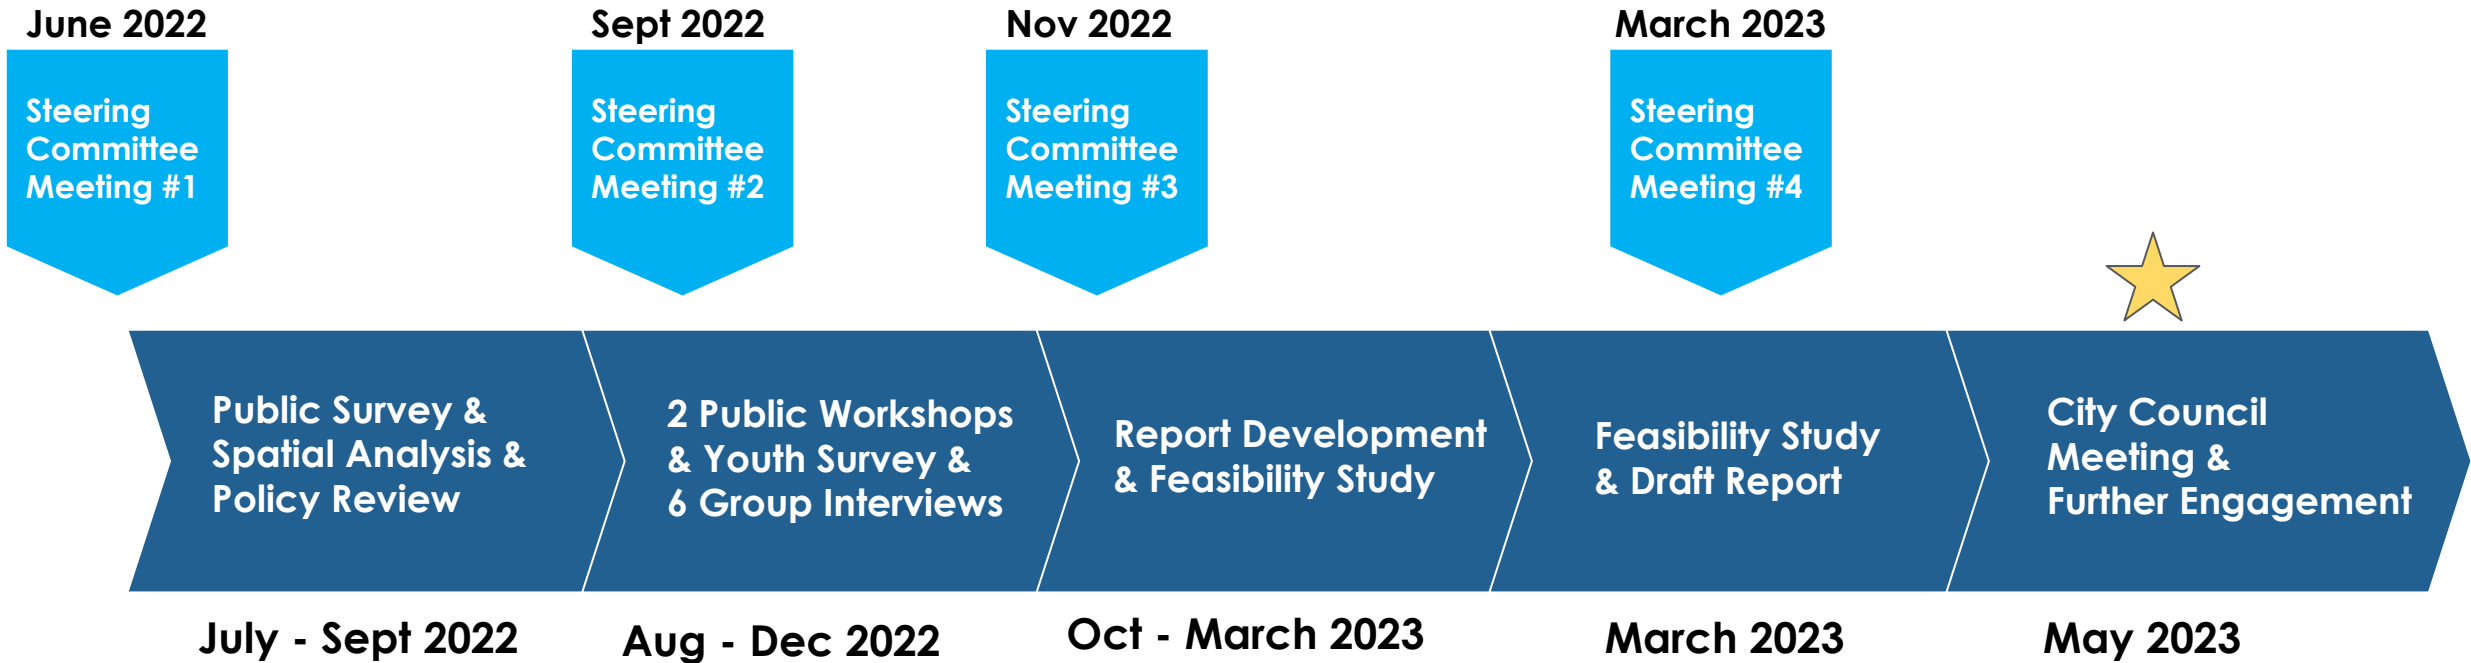 June 2022
Steering
Committee
Meeting #1
Sept 2022
Steering
Committee
Meeting #2
Nov 2022
Steering
Committee
Meeting #3
March 2023
Steering
Committee
Meeting #4
Public Survey &
Spatial Analysis &
Policy Review
July - Sept 2022
2 Public Workshops
& Youth Survey &
6 Group Interviews
Aug - Dec 2022
Report Development
& Feasibility Study
Oct - March 2023
Feasibility Study
& Draft Report
March 2023
City Council
Meeting &
Further Engagement
May 2023